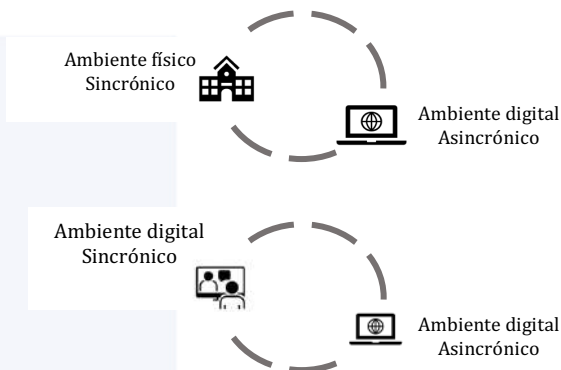 Ambiente físico
Sincrónico
Ambiente digital
Asincrónico
Ambiente digital
Sincrónico
Ambiente digital
Asincrónico